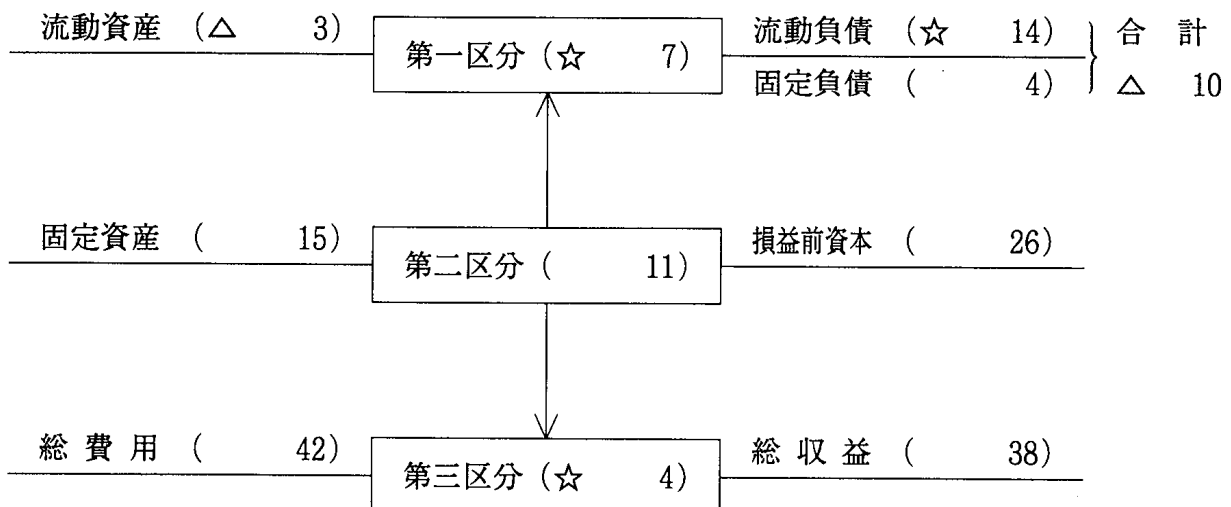 流動資産 (△ 3)
第一区分 (☆ 7)
流動負債 (☆ 14)
固定負債 ( 4)
合 計
△ 10
固定資産 ( 15)
第二区分 ( 11)
損益前資本 ( 26)
総 費 用 ( 42)
第三区分 (☆ 4)
総 収 益 ( 38)